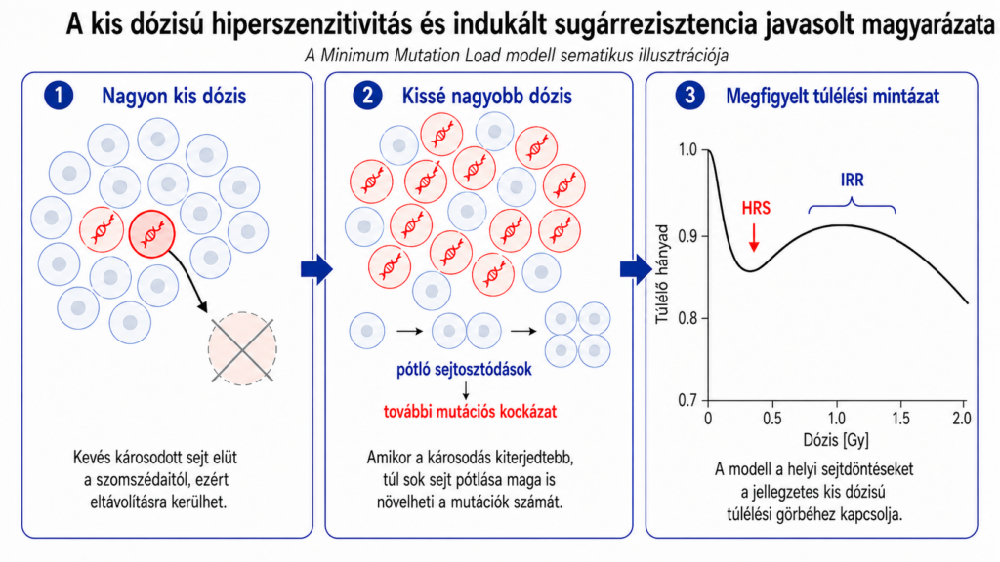 A kis dózisú hiperszenzitivitás és indukált sugárrezisztencia javasolt magyarázata
A Minimum Mutation Load modell sematikus illusztrációja
1 Nagyon kis dózis
Kevés károsodott sejt elüt
a szomszédaitól, ezért
eltávolításra kerülhet.
2 Kissé nagyobb dózis
pótló sejtosztódások
további mutációs kockázat
Amikor a károsodás kiterjedtebb,
túl sok sejt pótlása maga is
növelheti a mutációk számát.
3 Megfigyelt túlélési mintázat
Túlélő hányad
1.0
0.9
0.8
0.7
HRS
IRR
0 0.5 1.0 1.5 2.0
Dózis [Gy]
A modell a helyi sejtdöntéseket
a jellegzetes kis dózisú
túlélési görbéhez kapcsolja.